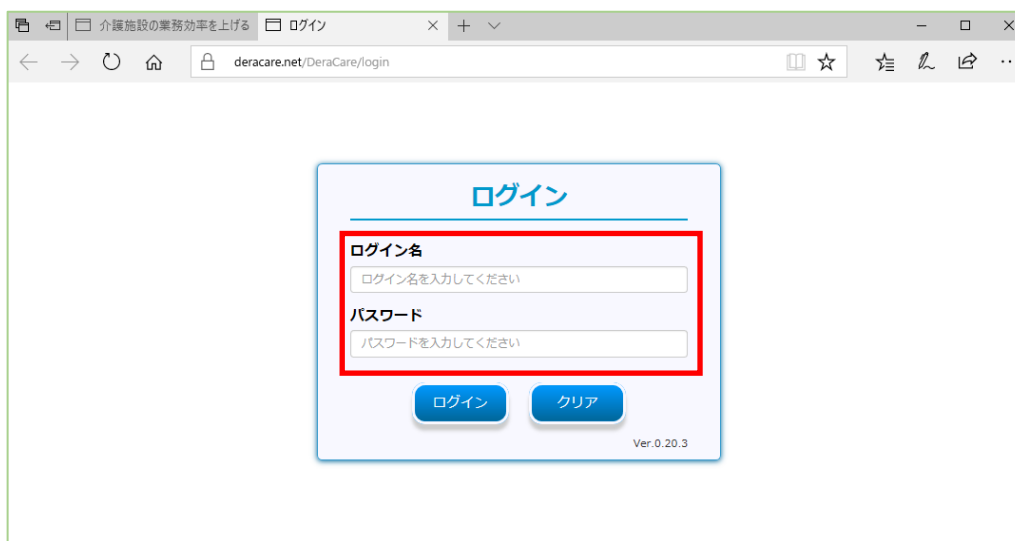 介護施設の業務効率を上げる ログイン
deracare.net/DeraCare/login
ログイン
ログイン名
ログイン名を入力してください
パスワード
パスワードを入力してください
ログイン クリア
Ver.0.20.3